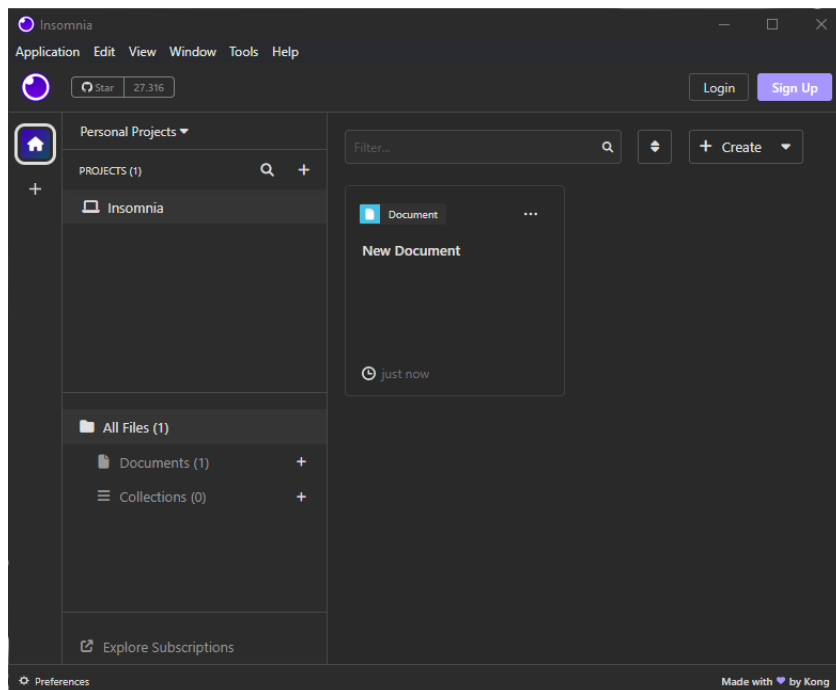 Insomnia
Application Edit View Window Tools Help
Star 27.316
Login Sign Up
Personal Projects
PROJECTS (1)
Insomnia
Filter...
Create
Document
New Document
just now
All Files (1)
Documents (1)
Collections (0)
Explore Subscriptions
Preferences
Made with 💜 by Kong